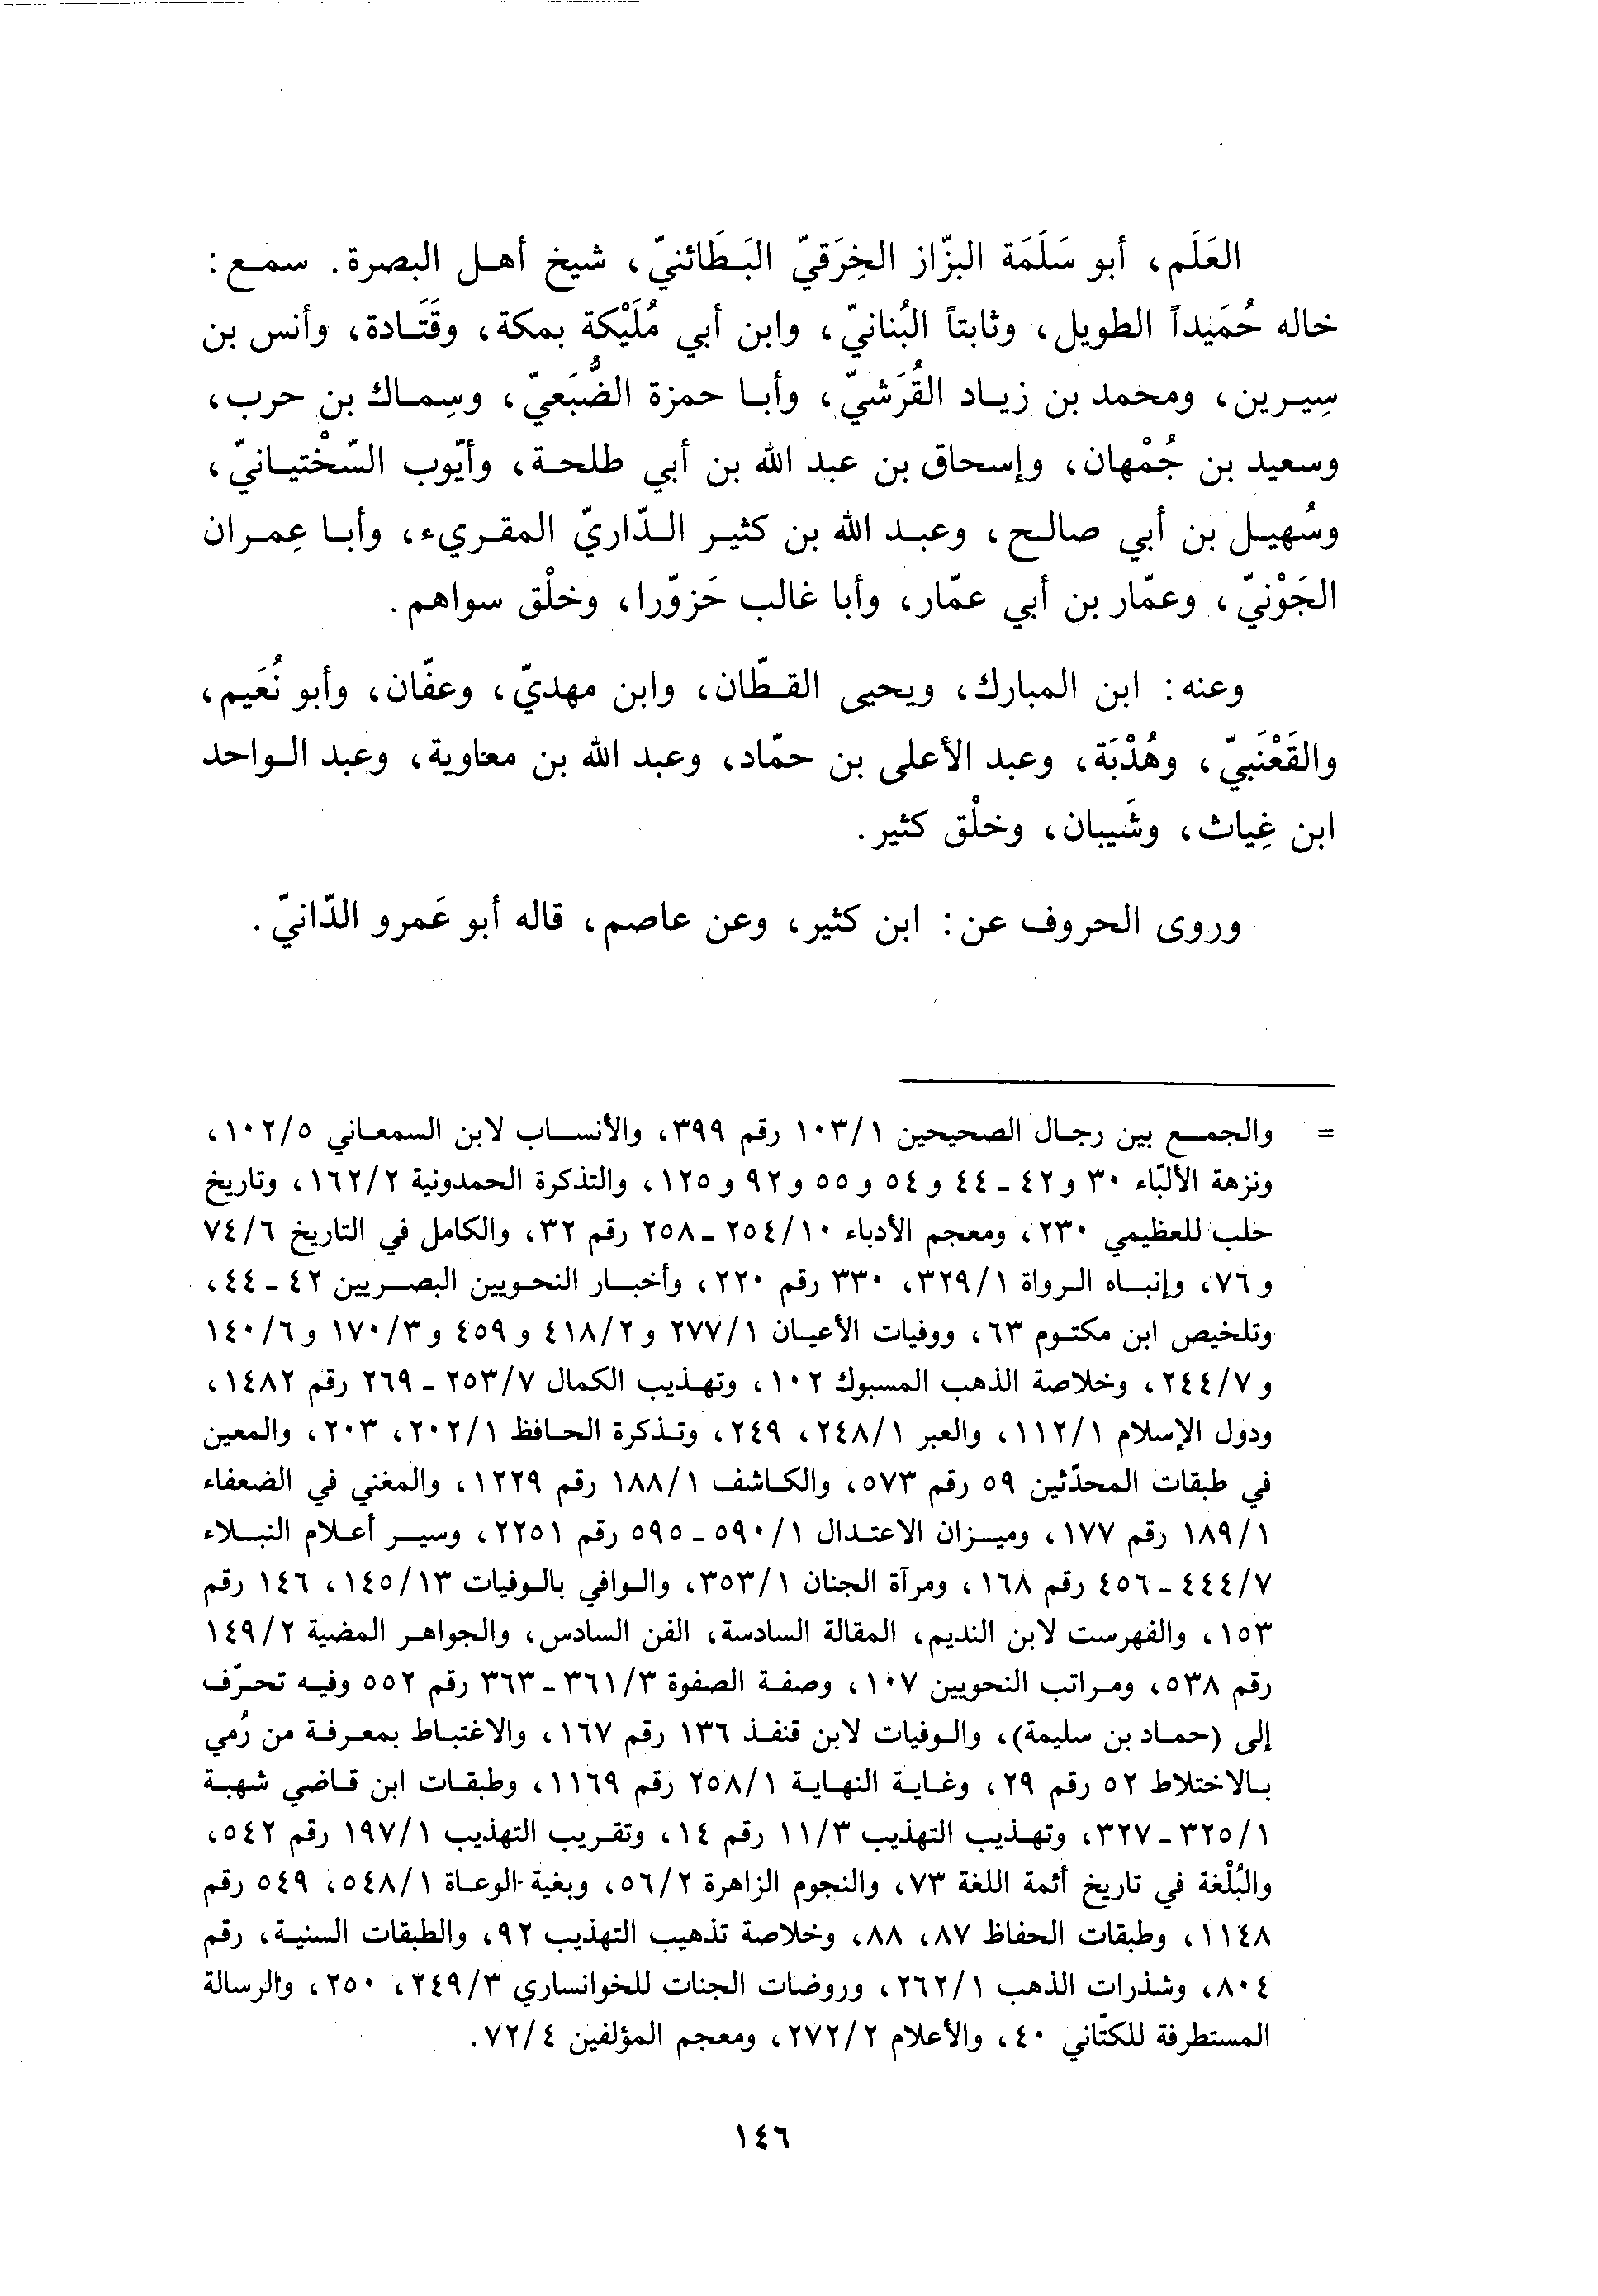 العَلَم، أبو سَلَمَة البزّاز الخِرَقيّ البَطَائنيّ، شيخ أهل البصرة. سمع:
خاله حُمَيداً الطويل، وثابتاً البُنانيّ، وابن أبي مُلَيْكة بمكة، وقَتَادة، وأنس بن
سِيرين، ومحمد بن زياد القُرَشيّ، وأبا حمزة الضُّبَعيّ، وسِماك بن حرب،
وسعيد بن جُمْهان، وإسحاق بن عبد الله بن أبي طلحة، وأيّوب السّخْتيانيّ،
وسُهيل بن أبي صالح، وعبد الله بن كثير الدّاريّ المقريء، وأبا عِمران
الجَوْنيّ، وعمّار بن أبي عمّار، وأبا غالب حَزوّرا، وخلْق سواهم.
وعنه: ابن المبارك، ويحيى القطّان، وابن مهديّ، وعفّان، وأبو نُعَيم،
والقَعْنَبيّ، وهُدْبَة، وعبد الأعلى بن حمّاد، وعبد الله بن معاوية، وعبد الواحد
ابن غِياث، وشَيبان، وخلْق كثير.
وروى الحروف عن: ابن كثير، وعن عاصم، قاله أبو عَمرو الدّانيّ.
= والجمع بين رجال الصحيحين ١٠٣/١ رقم ٣٩٩، والأنساب لابن السمعاني ١٠٢/٥،
ونزهة الألبّاء ٣٠ و٤٢ - ٤٤ و٥٤ و٥٥ و٩٢ و١٢٥، والتذكرة الحمدونية ١٦٢/٢، وتاريخ
حلب للعظيمي ٢٣٠، ومعجم الأدباء ٢٥٤/١٠ - ٢٥٨ رقم ٣٢، والكامل في التاريخ ٧٤/٦
و٧٦، وإنباه الرواة ٣٢٩/١، ٣٣٠ رقم ٢٢٠، وأخبار النحويين البصريين ٤٢ - ٤٤،
وتلخيص ابن مكتوم ٦٣، ووفيات الأعيان ٢٧٧/١ و٤١٨/٢ و٤٥٩ و١٧٠/٣ و١٤٠/٦
و٢٤٤/٧، وخلاصة الذهب المسبوك ١٠٢، وتهذيب الكمال ٢٥٣/٧ - ٢٦٩ رقم ١٤٨٢،
ودول الإسلام ١١٢/١، والعبر ٢٤٨/١، ٢٤٩، وتذكرة الحافظ ٢٠٢/١، ٢٠٣، والمعين
في طبقات المحدّثين ٥٩ رقم ٥٧٣، والكاشف ١٨٨/١ رقم ١٢٢٩، والمغني في الضعفاء
١٨٩/١ رقم ١٧٧، وميزان الاعتدال ٥٩٠/١ - ٥٩٥ رقم ٢٢٥١، وسير أعلام النبلاء
٤٤٤/٧ - ٤٥٦ رقم ١٦٨، ومرآة الجنان ٣٥٣/١، والوافي بالوفيات ١٤٥/١٣، ١٤٦ رقم
١٥٣، والفهرست لابن النديم، المقالة السادسة، الفن السادس، والجواهر المضية ١٤٩/٢
رقم ٥٣٨، ومراتب النحويين ١٠٧، وصفة الصفوة ٣٦١/٣ - ٣٦٣ رقم ٥٥٢ وفيه تحرّف
إلى (حماد بن سليمة)، والوفيات لابن قنفذ ١٣٦ رقم ١٦٧، والاغتباط بمعرفة من رُمي
بالاختلاط ٥٢ رقم ٢٩، وغاية النهاية ٢٥٨/١ رقم ١١٦٩، وطبقات ابن قاضي شهبة
٣٢٥/١ - ٣٢٧، وتهذيب التهذيب ١١/٣ رقم ١٤، وتقريب التهذيب ١٩٧/١ رقم ٥٤٢،
والبُلْغة في تاريخ أئمة اللغة ٧٣، والنجوم الزاهرة ٥٦/٢، وبغية الوعاة ٥٤٨/١، ٥٤٩ رقم
١١٤٨، وطبقات الحفاظ ٨٧، ٨٨، وخلاصة تذهيب التهذيب ٩٢، والطبقات السنية، رقم
٨٠٤، وشذرات الذهب ٢٦٢/١، وروضات الجنات للخوانساري ٢٤٩/٣، ٢٥٠، والرسالة
المستطرفة للكتّاني ٤٠، والأعلام ٢٧٢/٢، ومعجم المؤلفين ٧٢/٤.
١٤٦